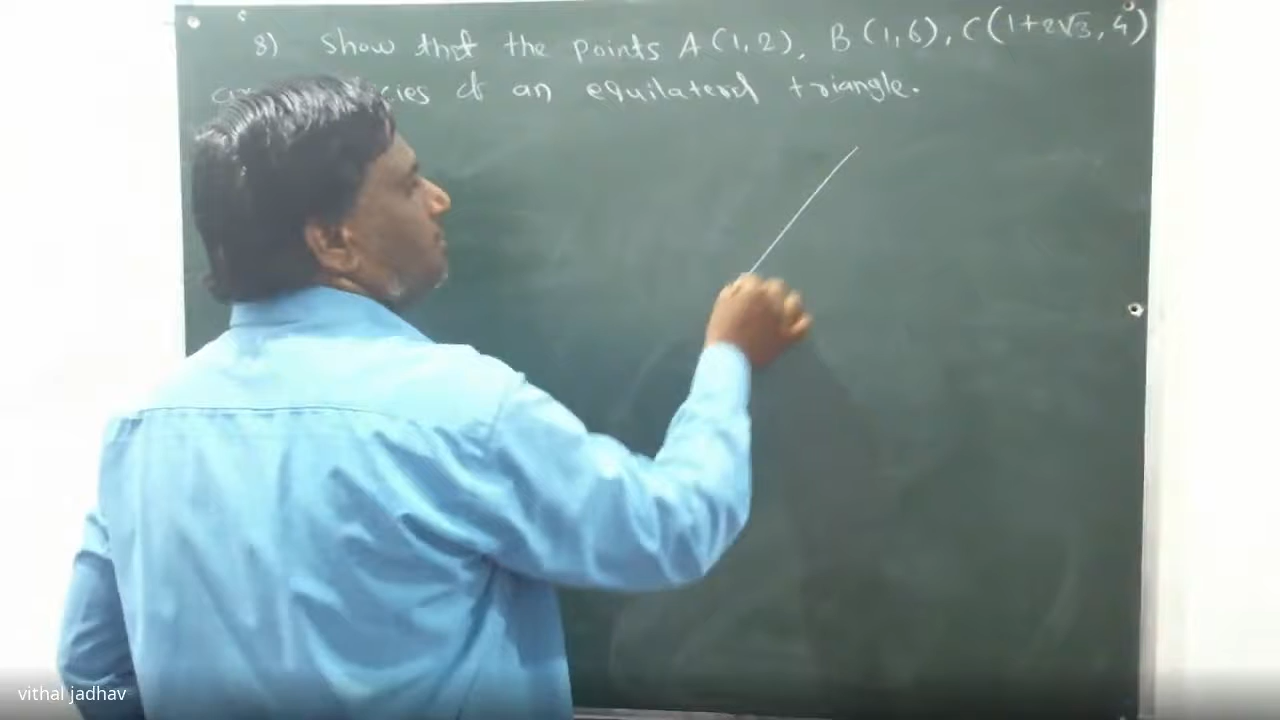 8) Show that the points A(1,2), B(1,6), C(1+2√3,4)
of an equilateral triangle.
vithal jadhav